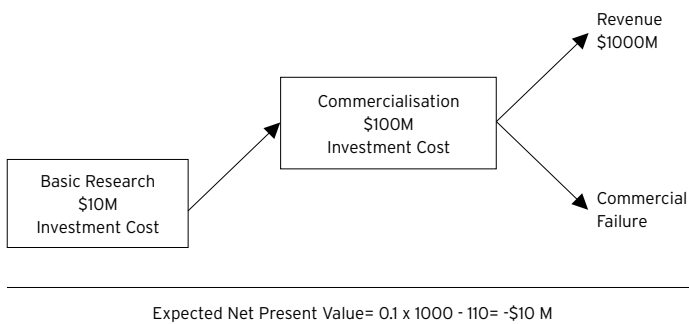 Revenue
$1000M
Commercialisation
$100M
Investment Cost
Basic Research
$10M
Investment Cost
Commercial
Failure
Expected Net Present Value= 0.1 x 1000 - 110= -$10 M